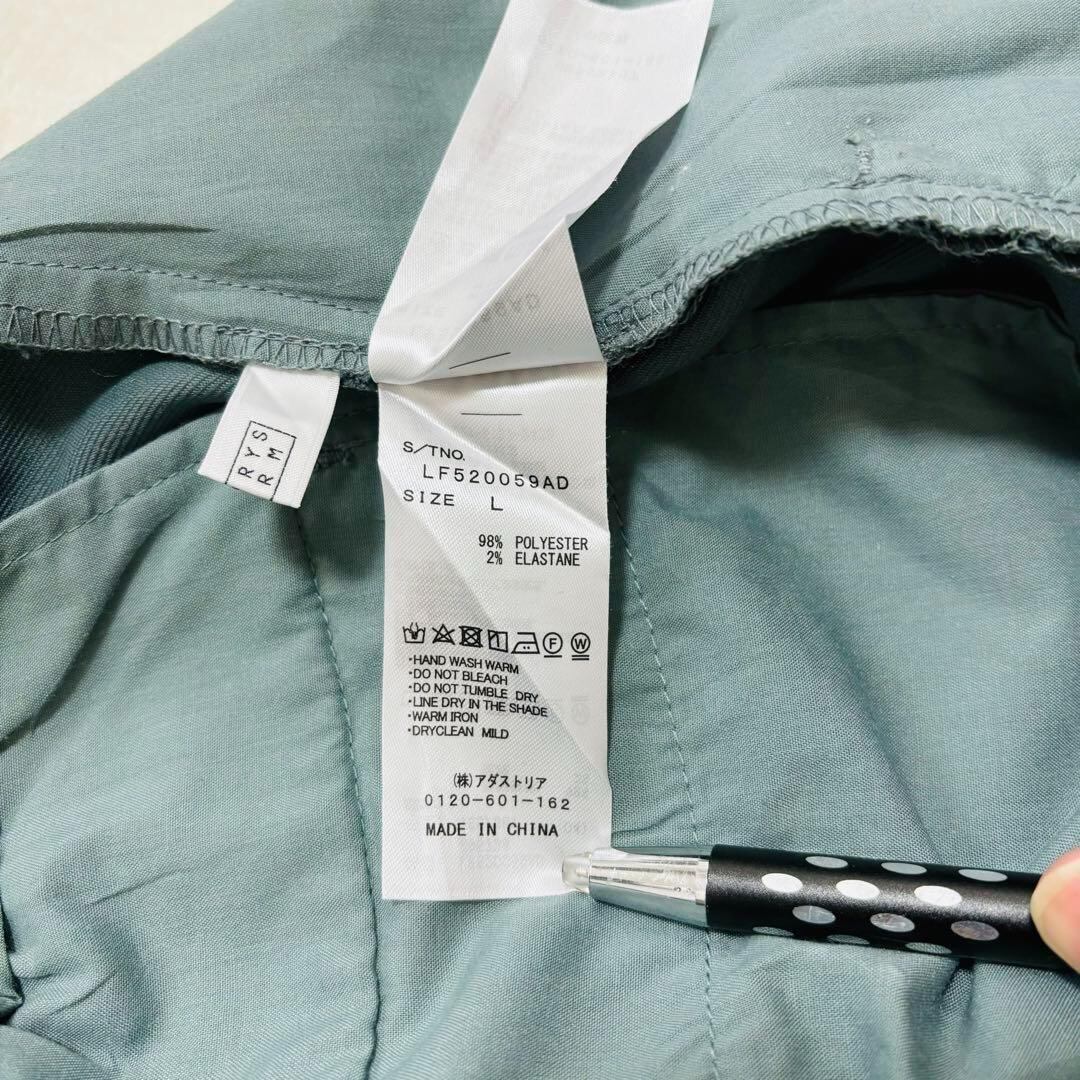 S/TNO.
LF520059AD
SIZE L
98% POLYESTER
2% ELASTANE
F W
・HAND WASH WARM
・DO NOT BLEACH
・DO NOT TUMBLE DRY
・LINE DRY IN THE SHADE
・WARM IRON
・DRYCLEAN MILD
(株)アダストリア
0120-601-162
MADE IN CHINA
RYS
RM